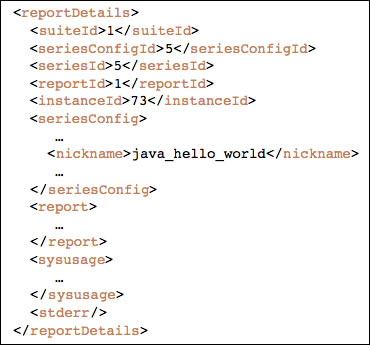 <reportDetails>
<suiteId>1</suiteId>
<seriesConfigId>5</seriesConfigId>
<seriesId>5</seriesId>
<reportId>1</reportId>
<instanceId>73</instanceId>
<seriesConfig>
…
<nickname>java_hello_world</nickname>
…
</seriesConfig>
<report>
…
</report>
<sysusage>
…
</sysusage>
<stderr/>
</reportDetails>